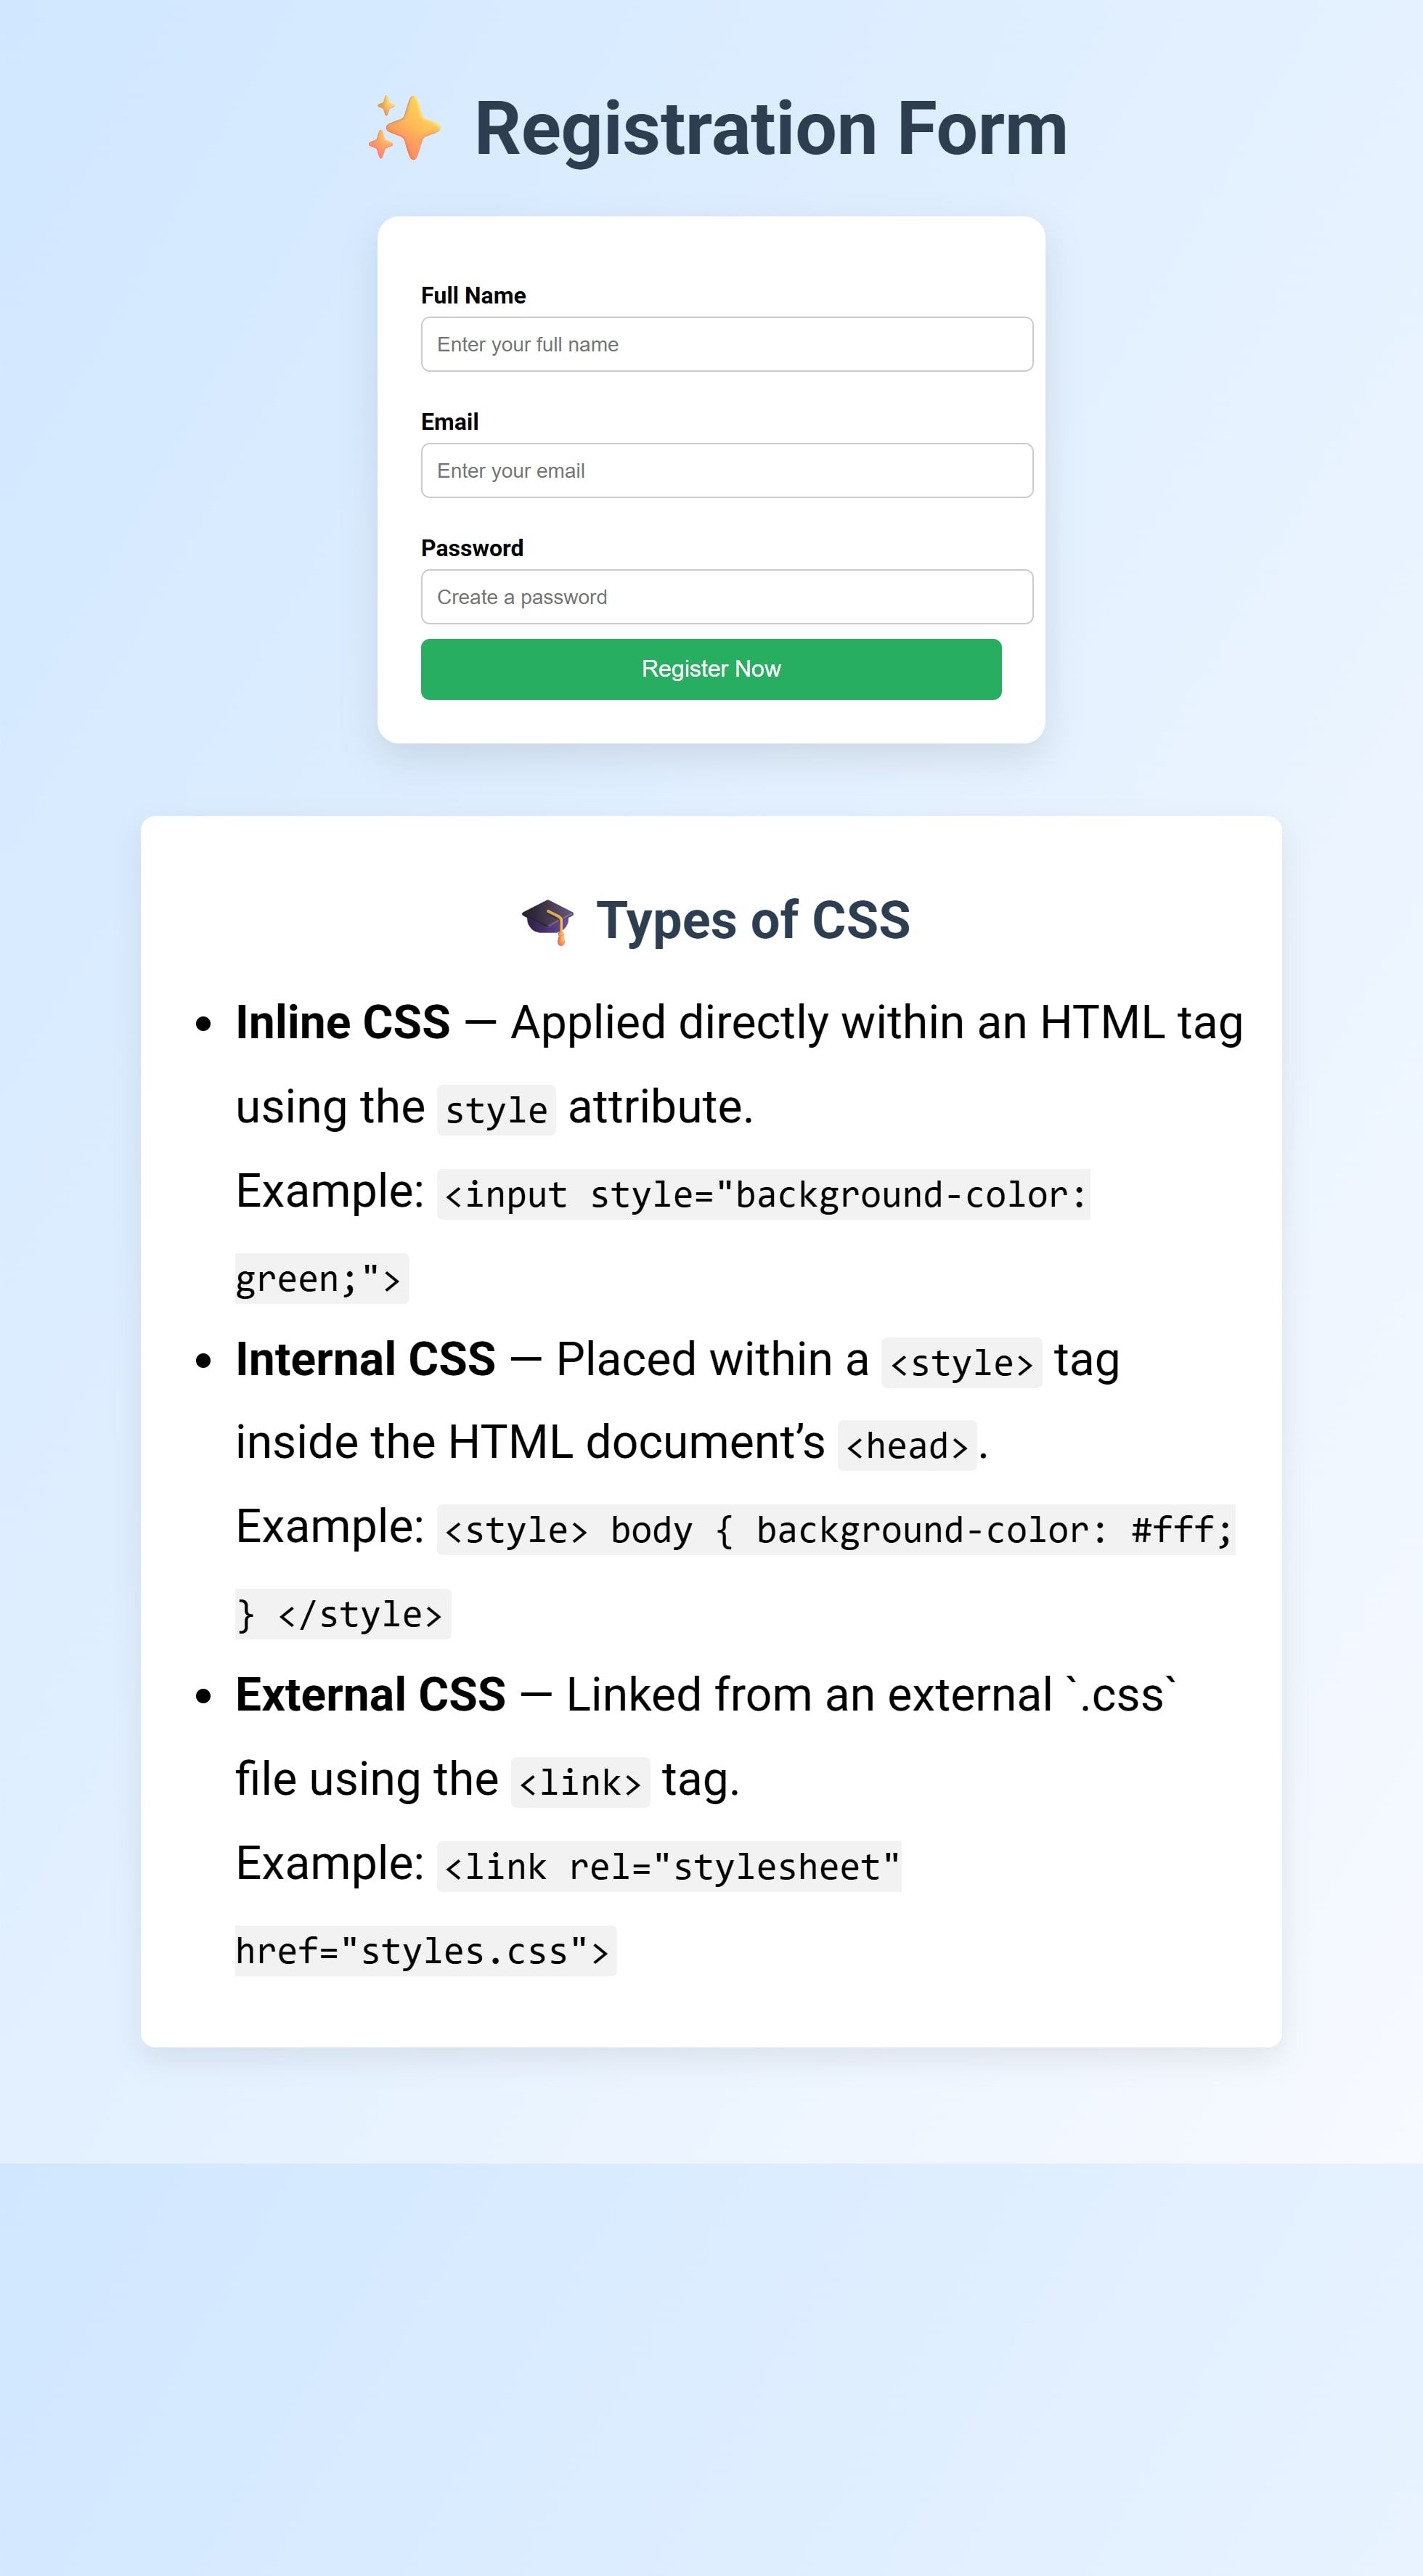 ✨ Registration Form
Full Name
Enter your full name
Email
Enter your email
Password
Create a password
Register Now
🎓 Types of CSS
• Inline CSS — Applied directly within an HTML tag
using the style attribute.
Example: <input style="background-color:
green;">
• Internal CSS — Placed within a <style> tag
inside the HTML document’s <head>.
Example: <style> body { background-color: #fff;
} </style>
• External CSS — Linked from an external `.css`
file using the <link> tag.
Example: <link rel="stylesheet"
href="styles.css">